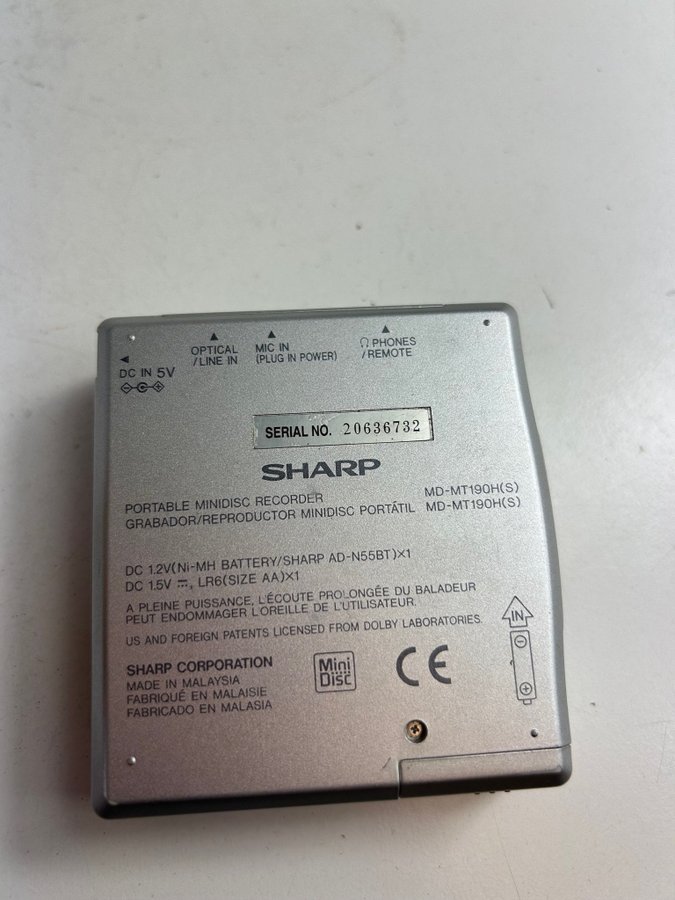 DC IN 5V
OPTICAL
/LINE IN
MIC IN
(PLUG IN POWER)
PHONES
/REMOTE
SERIAL NO. 20636732
SHARP
PORTABLE MINIDISC RECORDER MD-MT190H(S)
GRABADOR/REPRODUCTOR MINIDISC PORTÁTIL MD-MT190H(S)
DC 1.2V(Ni-MH BATTERY/SHARP AD-N55BT)×1
DC 1.5V ⎓, LR6(SIZE AA)×1
A PLEINE PUISSANCE, L'ÉCOUTE PROLONGÉE DU BALADEUR
PEUT ENDOMMAGER L'OREILLE DE L'UTILISATEUR.
US AND FOREIGN PATENTS LICENSED FROM DOLBY LABORATORIES.
SHARP CORPORATION
MADE IN MALAYSIA
FABRIQUÉ EN MALAISIE
FABRICADO EN MALASIA
Mini
Disc
CE
IN